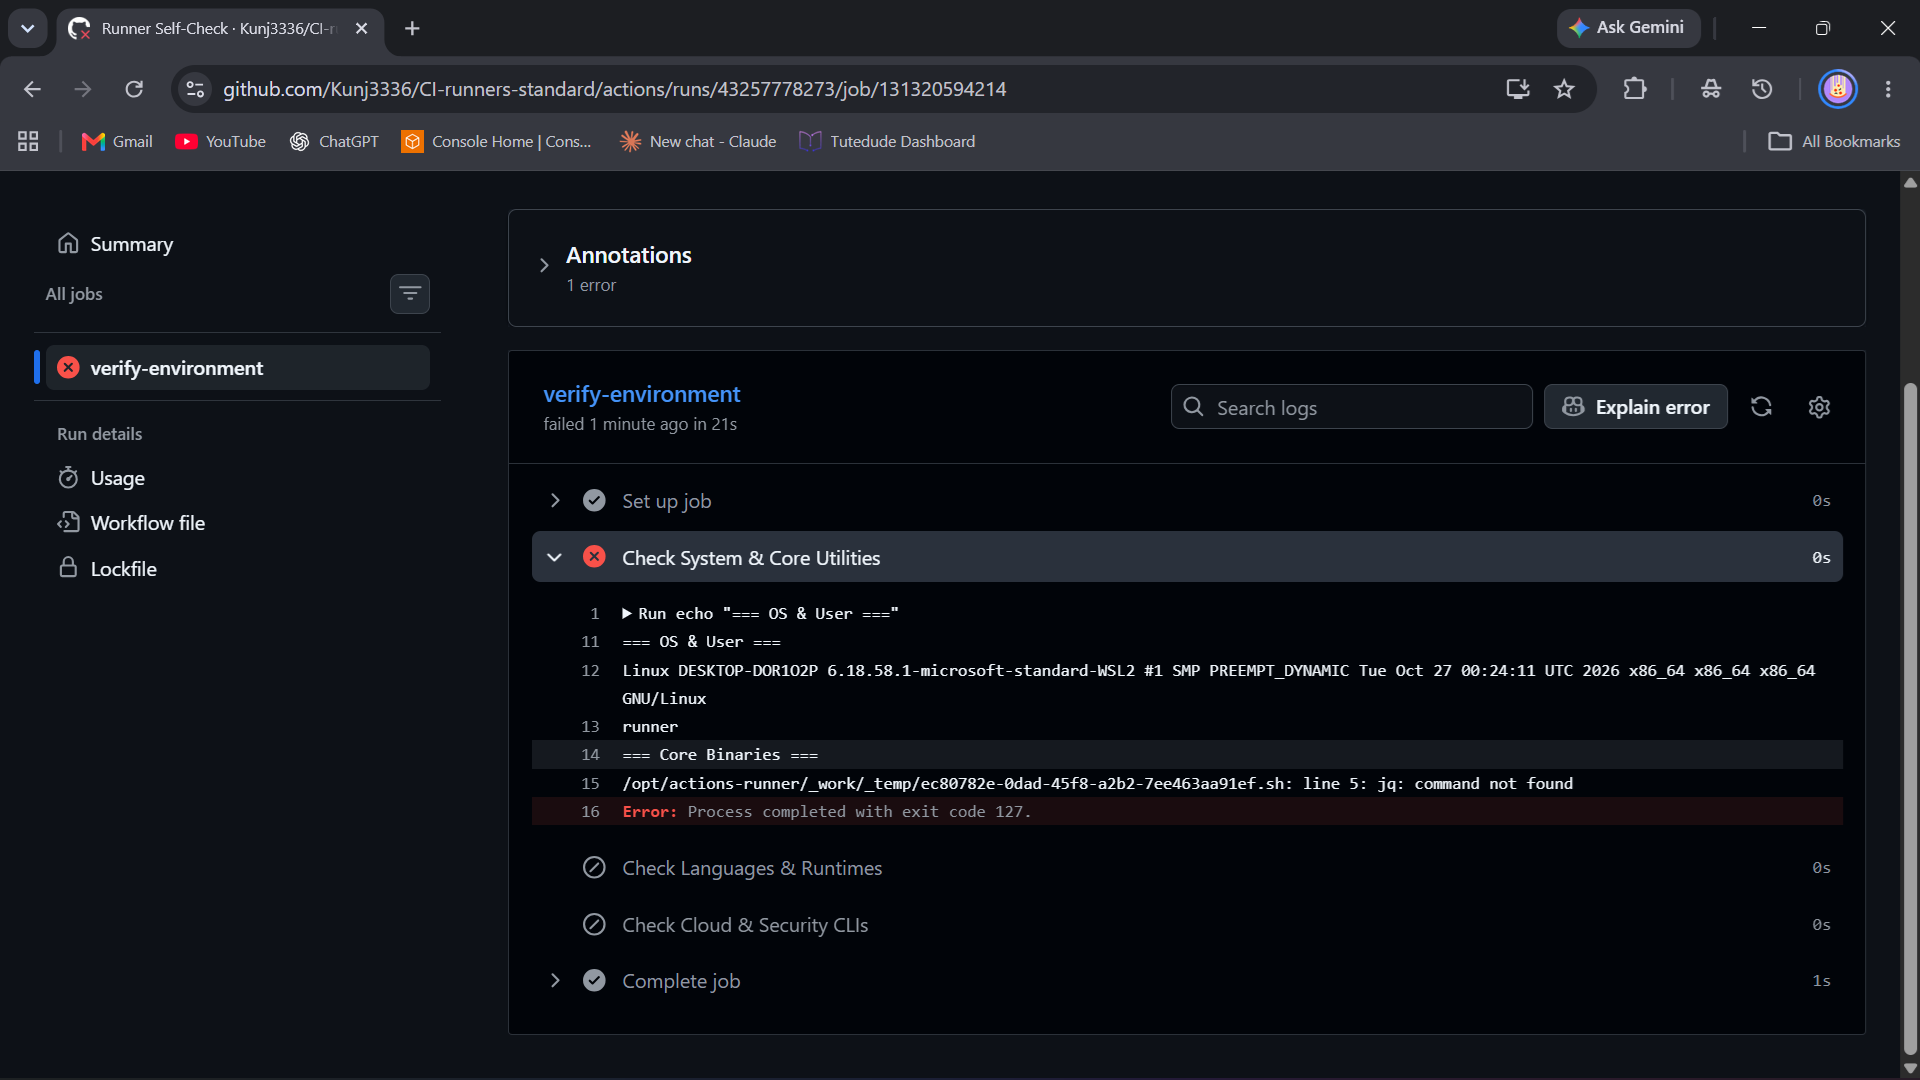 Runner Self-Check · Kunj3336/CI-r
Ask Gemini
github.com/Kunj3336/CI-runners-standard/actions/runs/43257778273/job/131320594214
Gmail
YouTube
ChatGPT
Console Home | Cons...
New chat - Claude
Tutedude Dashboard
All Bookmarks
Summary
All jobs
verify-environment
Run details
Usage
Workflow file
Lockfile
Annotations
1 error
verify-environment
failed 1 minute ago in 21s
Search logs
Explain error
Set up job 0s
Check System & Core Utilities 0s
1 Run echo "=== OS & User ==="
11 === OS & User ===
12 Linux DESKTOP-DOR1O2P 6.18.58.1-microsoft-standard-WSL2 #1 SMP PREEMPT_DYNAMIC Tue Oct 27 00:24:11 UTC 2026 x86_64 x86_64 x86_64
GNU/Linux
13 runner
14 === Core Binaries ===
15 /opt/actions-runner/_work/_temp/ec80782e-0dad-45f8-a2b2-7ee463aa91ef.sh: line 5: jq: command not found
16 Error: Process completed with exit code 127.
Check Languages & Runtimes 0s
Check Cloud & Security CLIs 0s
Complete job 1s